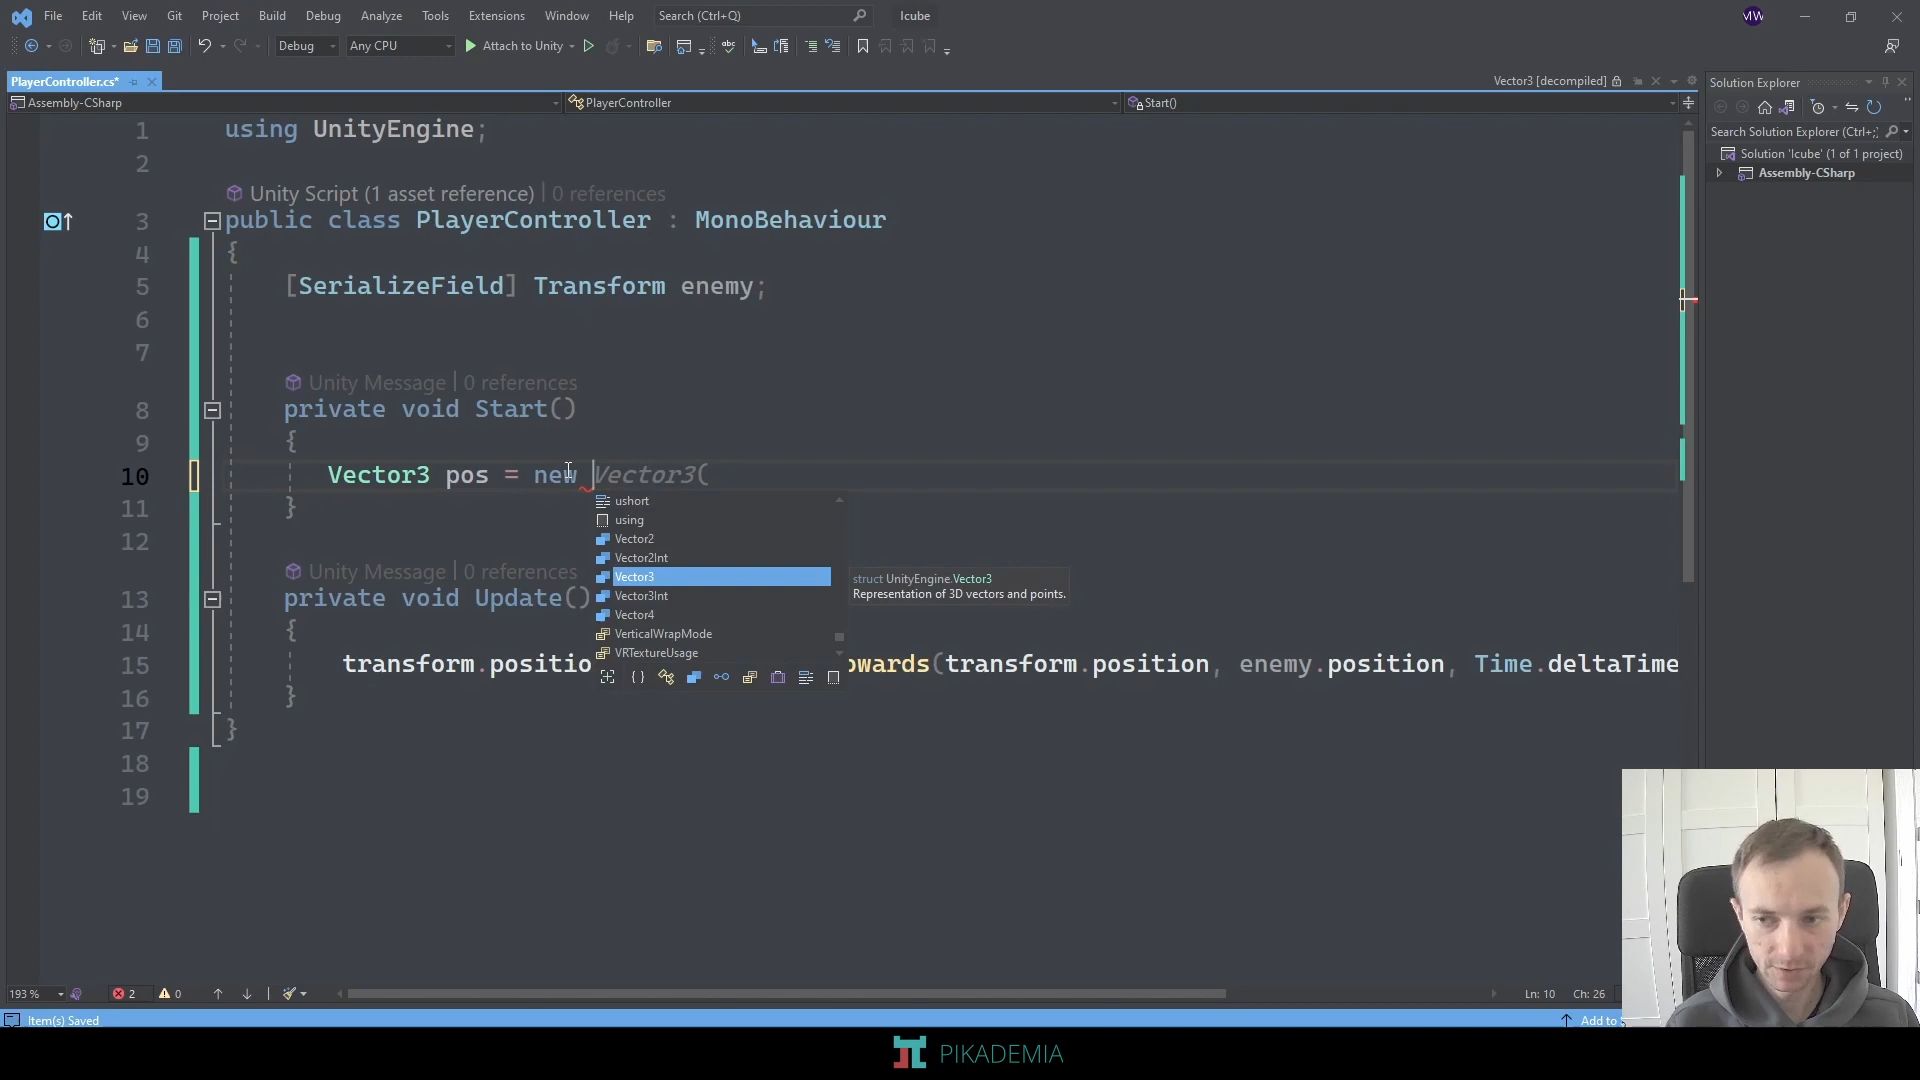 File Edit View Git Project Build Debug Analyze Tools Extensions Window Help Search (Ctrl+Q) Icube MW
Debug Any CPU Attach to Unity
PlayerController.cs* Vector3 [decompiled] Solution Explorer
Assembly-CSharp PlayerController Start()
Search Solution Explorer (Ctrl+;)
Solution 'Icube' (1 of 1 project)
Assembly-CSharp
1 using UnityEngine;
2
Unity Script (1 asset reference) | 0 references
3 public class PlayerController : MonoBehaviour
4 {
5 [SerializeField] Transform enemy;
6
7
Unity Message | 0 references
8 private void Start()
9 {
10 Vector3 pos = new Vector3(
11 }
12
Unity Message | 0 references
13 private void Update()
14 {
15 transform.positio owards(transform.position, enemy.position, Time.deltaTime
16 }
17 }
18
19
ushort
using
Vector2
Vector2Int
Vector3
Vector3Int
Vector4
VerticalWrapMode
VRTextureUsage
{ }
struct UnityEngine.Vector3
Representation of 3D vectors and points.
193 % 2 0 Ln: 10 Ch: 26
Item(s) Saved Add to S
PIKADEMIA